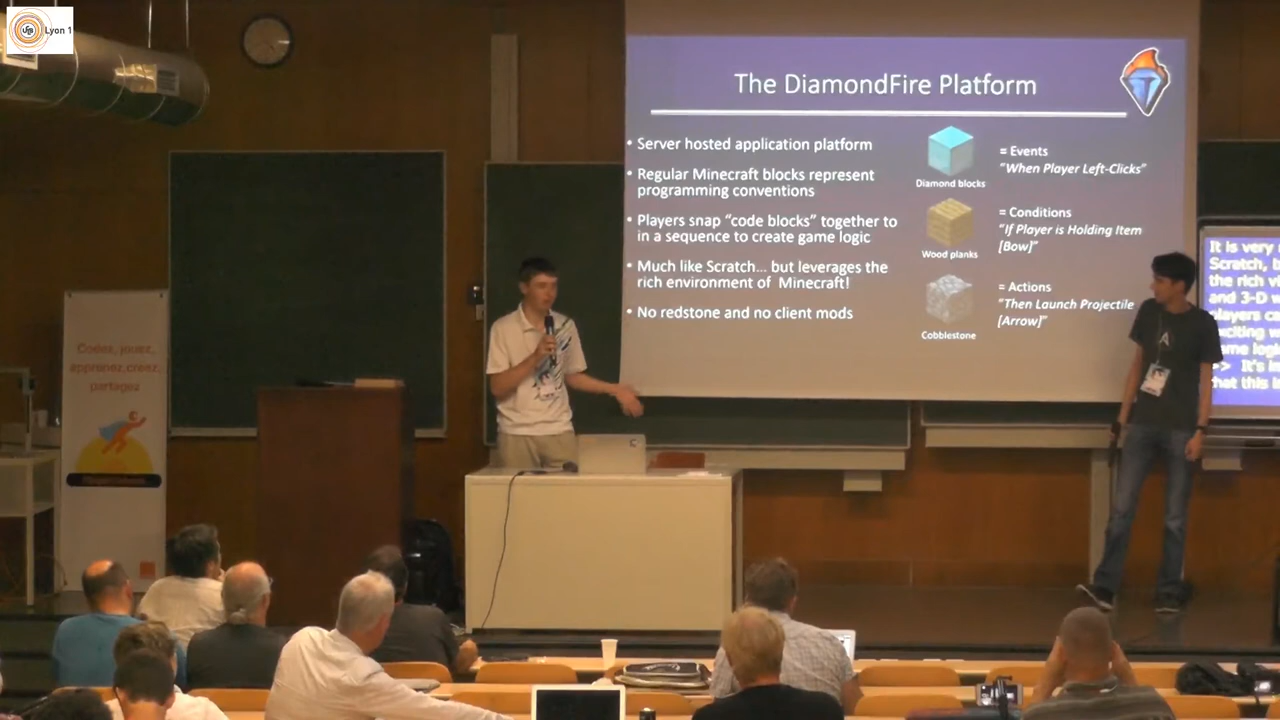 Lyon 1
The DiamondFire Platform
• Server hosted application platform
• Regular Minecraft blocks represent
programming conventions
• Players snap “code blocks” together to
in a sequence to create game logic
• Much like Scratch... but leverages the
rich environment of Minecraft!
• No redstone and no client mods
Diamond blocks
= Events
“When Player Left-Clicks”
Wood planks
= Conditions
“If Player is Holding Item
[Bow]”
Cobblestone
= Actions
“Then Launch Projectile
[Arrow]”
It is very
Scratch, b
the rich vi
and 3-D w
players ca
exciting w
ame logi
>> It's i
that this i
Codez, jouez,
apprenez, creez,
partagez
A